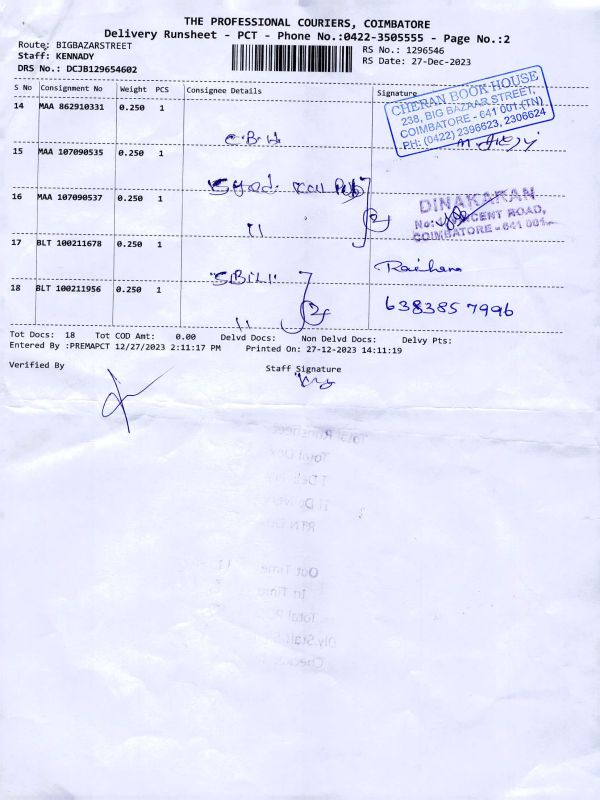 THE PROFESSIONAL COURIERS, COIMBATORE
Delivery Runsheet - PCT - Phone No.:0422-3505555 - Page No.:2
Route: BIGBAZARSTREET
RS No.: 1296546
Staff: KENNADY
RS Date: 27-Dec-2023
DRS No.: DCJB129654602
S No Consignment No Weight PCS Consignee Details Signature
14 MAA 862910331 0.250 1
C.B.H
CHERAN BOOK HOUSE
238, BIG BAZAAR STREET,
COIMBATORE - 641 001.(TN)
PH: (0422) 2396623, 2306624
15 MAA 107090535 0.250 1
Syed.
16 MAA 107090537 0.250 1
"
DINAKARAN
COIMBATORE - 641 001
17 BLT 100211678 0.250 1
SBI LI
Raihana
18 BLT 100211956 0.250 1
"
638385 7996
Tot Docs: 18 Tot COD Amt: 0.00 Delvd Docs: Non Delvd Docs: Delvy Pts:
Entered By :PREMAPCT 12/27/2023 2:11:17 PM Printed On: 27-12-2023 14:11:19
Verified By Staff Signature